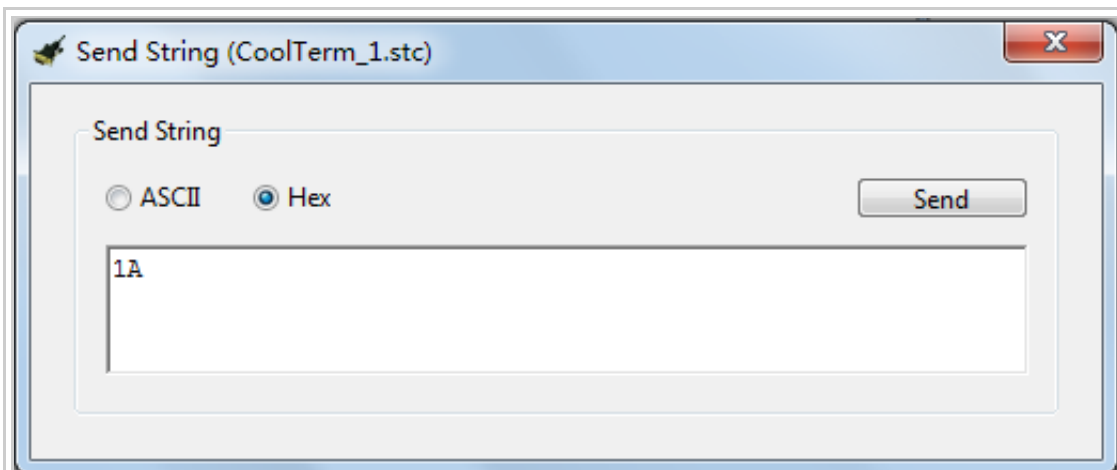 Send String (CoolTerm_1.stc)
Send String
ASCII Hex Send
1A